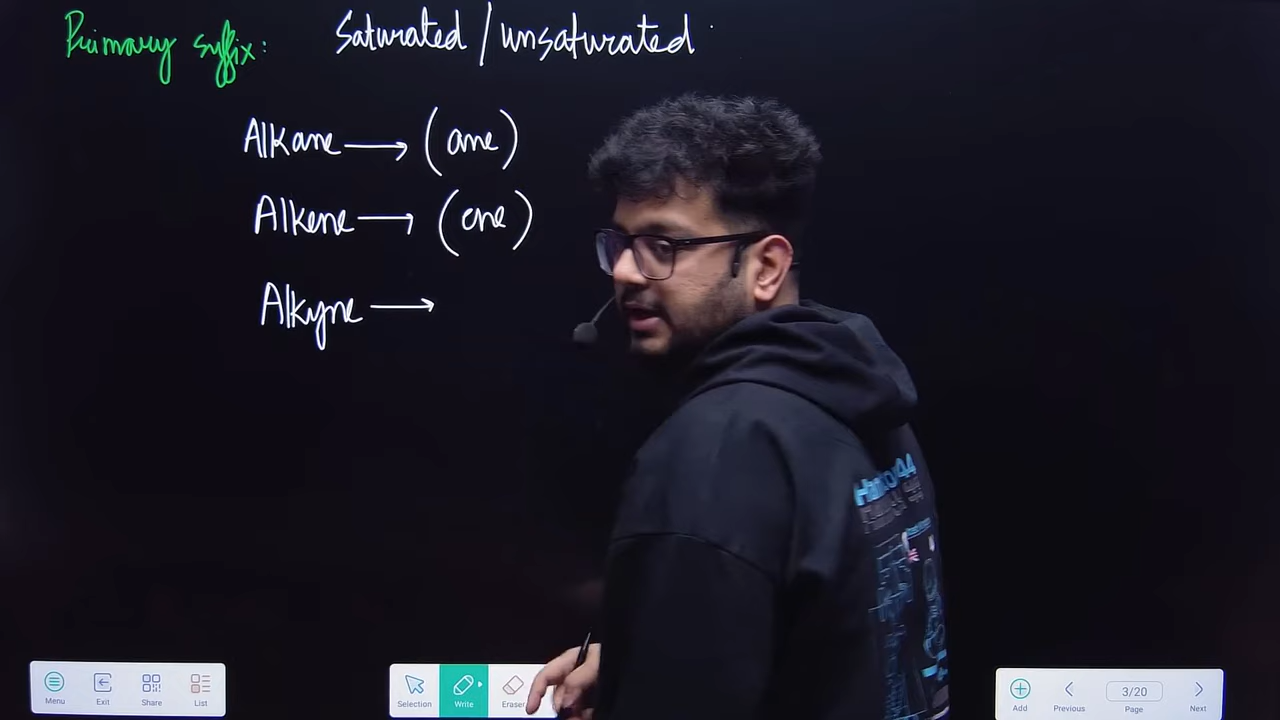 Primary suffix: Saturated / unsaturated
Alkane → (ane)
Alkene → (ene)
Alkyne →
Menu Exit Share List
Selection Write Eraser
Add Previous 3/20 Page Next